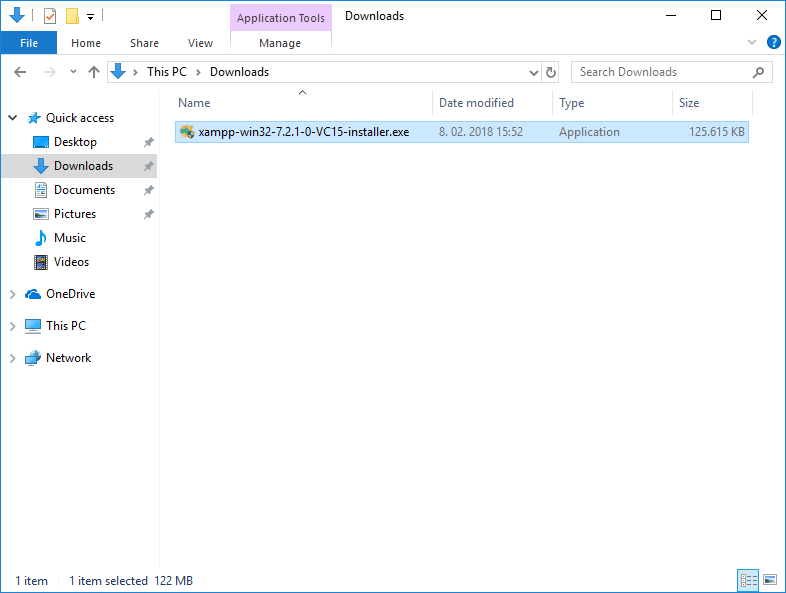 Application Tools Downloads
File Home Share View Manage
This PC Downloads Search Downloads
Name Date modified Type Size
Quick access
xampp-win32-7.2.1-0-VC15-installer.exe 8. 02. 2018 15:52 Application 125.615 KB
Desktop
Downloads
Documents
Pictures
Music
Videos
OneDrive
This PC
Network
1 item 1 item selected 122 MB